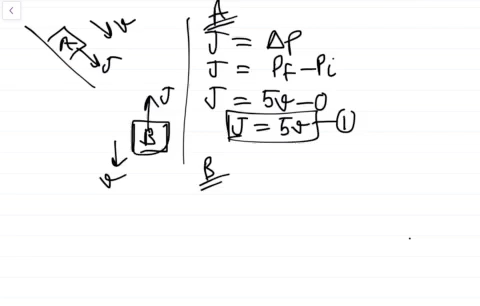 A
v
J
J
B
v
A
J = Δp
J = Pf - Pi
J = 5v - 0
J = 5v - ①
B